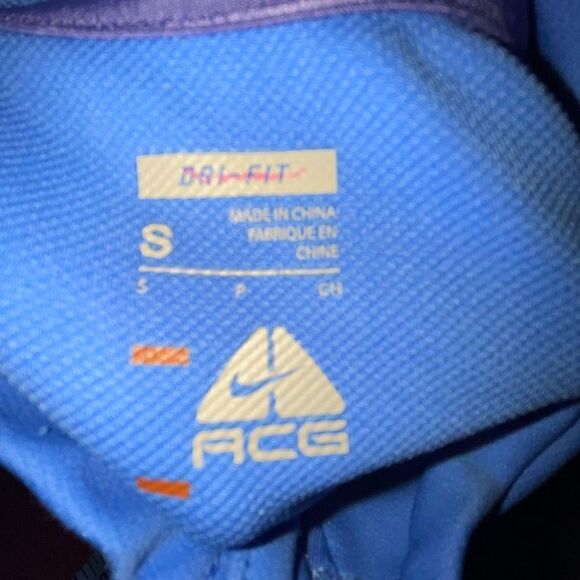 DRI-FIT
MADE IN CHINA
FABRIQUE EN
CHINE
S
S P CH
ACG